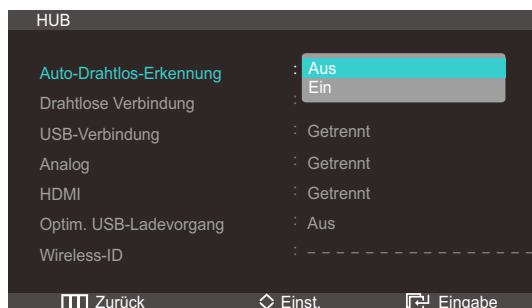 HUB
Auto-Drahtlos-Erkennung : Aus
Ein
Drahtlose Verbindung :
USB-Verbindung : Getrennt
Analog : Getrennt
HDMI : Getrennt
Optim. USB-Ladevorgang : Aus
Wireless-ID : – – – – – – – – – – – – – – – –
Zurück Einst. Eingabe